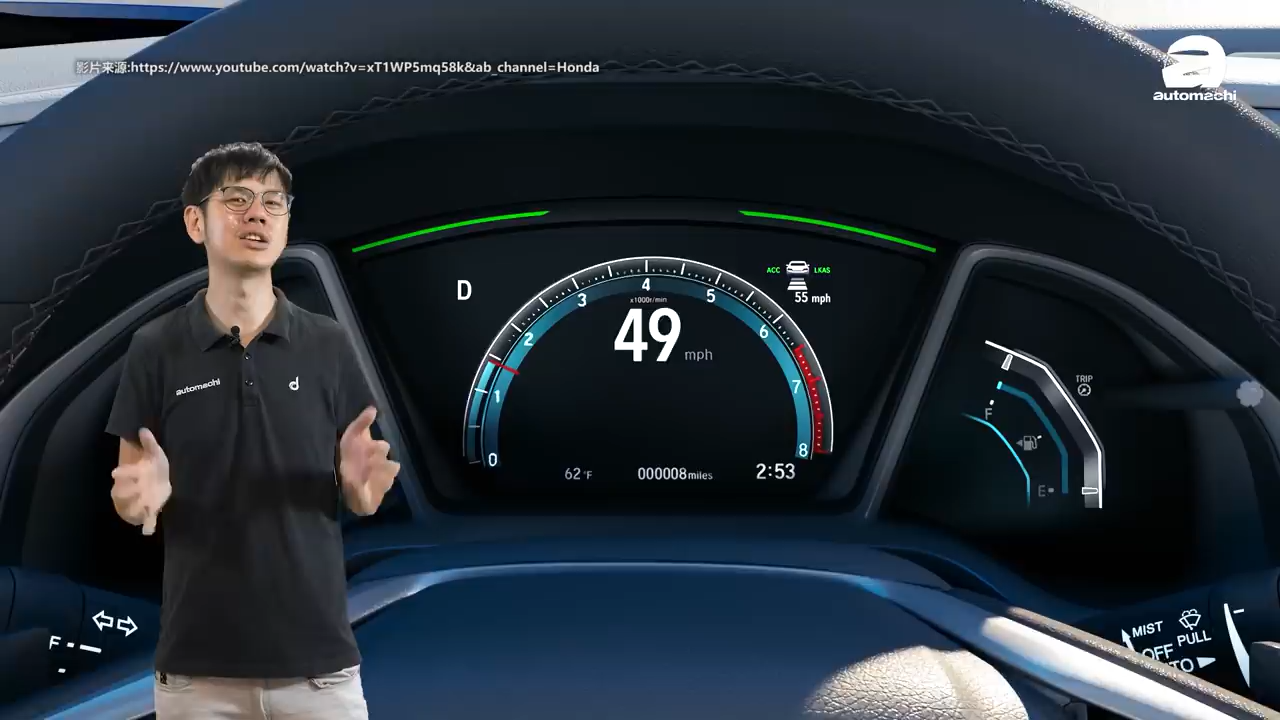 影片来源:https://www.youtube.com/watch?v=xT1WP5mq58k&ab_channel=Honda
automachi
D
ACC
LKAS
55 mph
0
1
2
3
4
5
6
7
8
x1000r/min
49 mph
62°F
000008 miles
2:53
TRIP
F
E
automachi
F
MIST
OFF
PULL